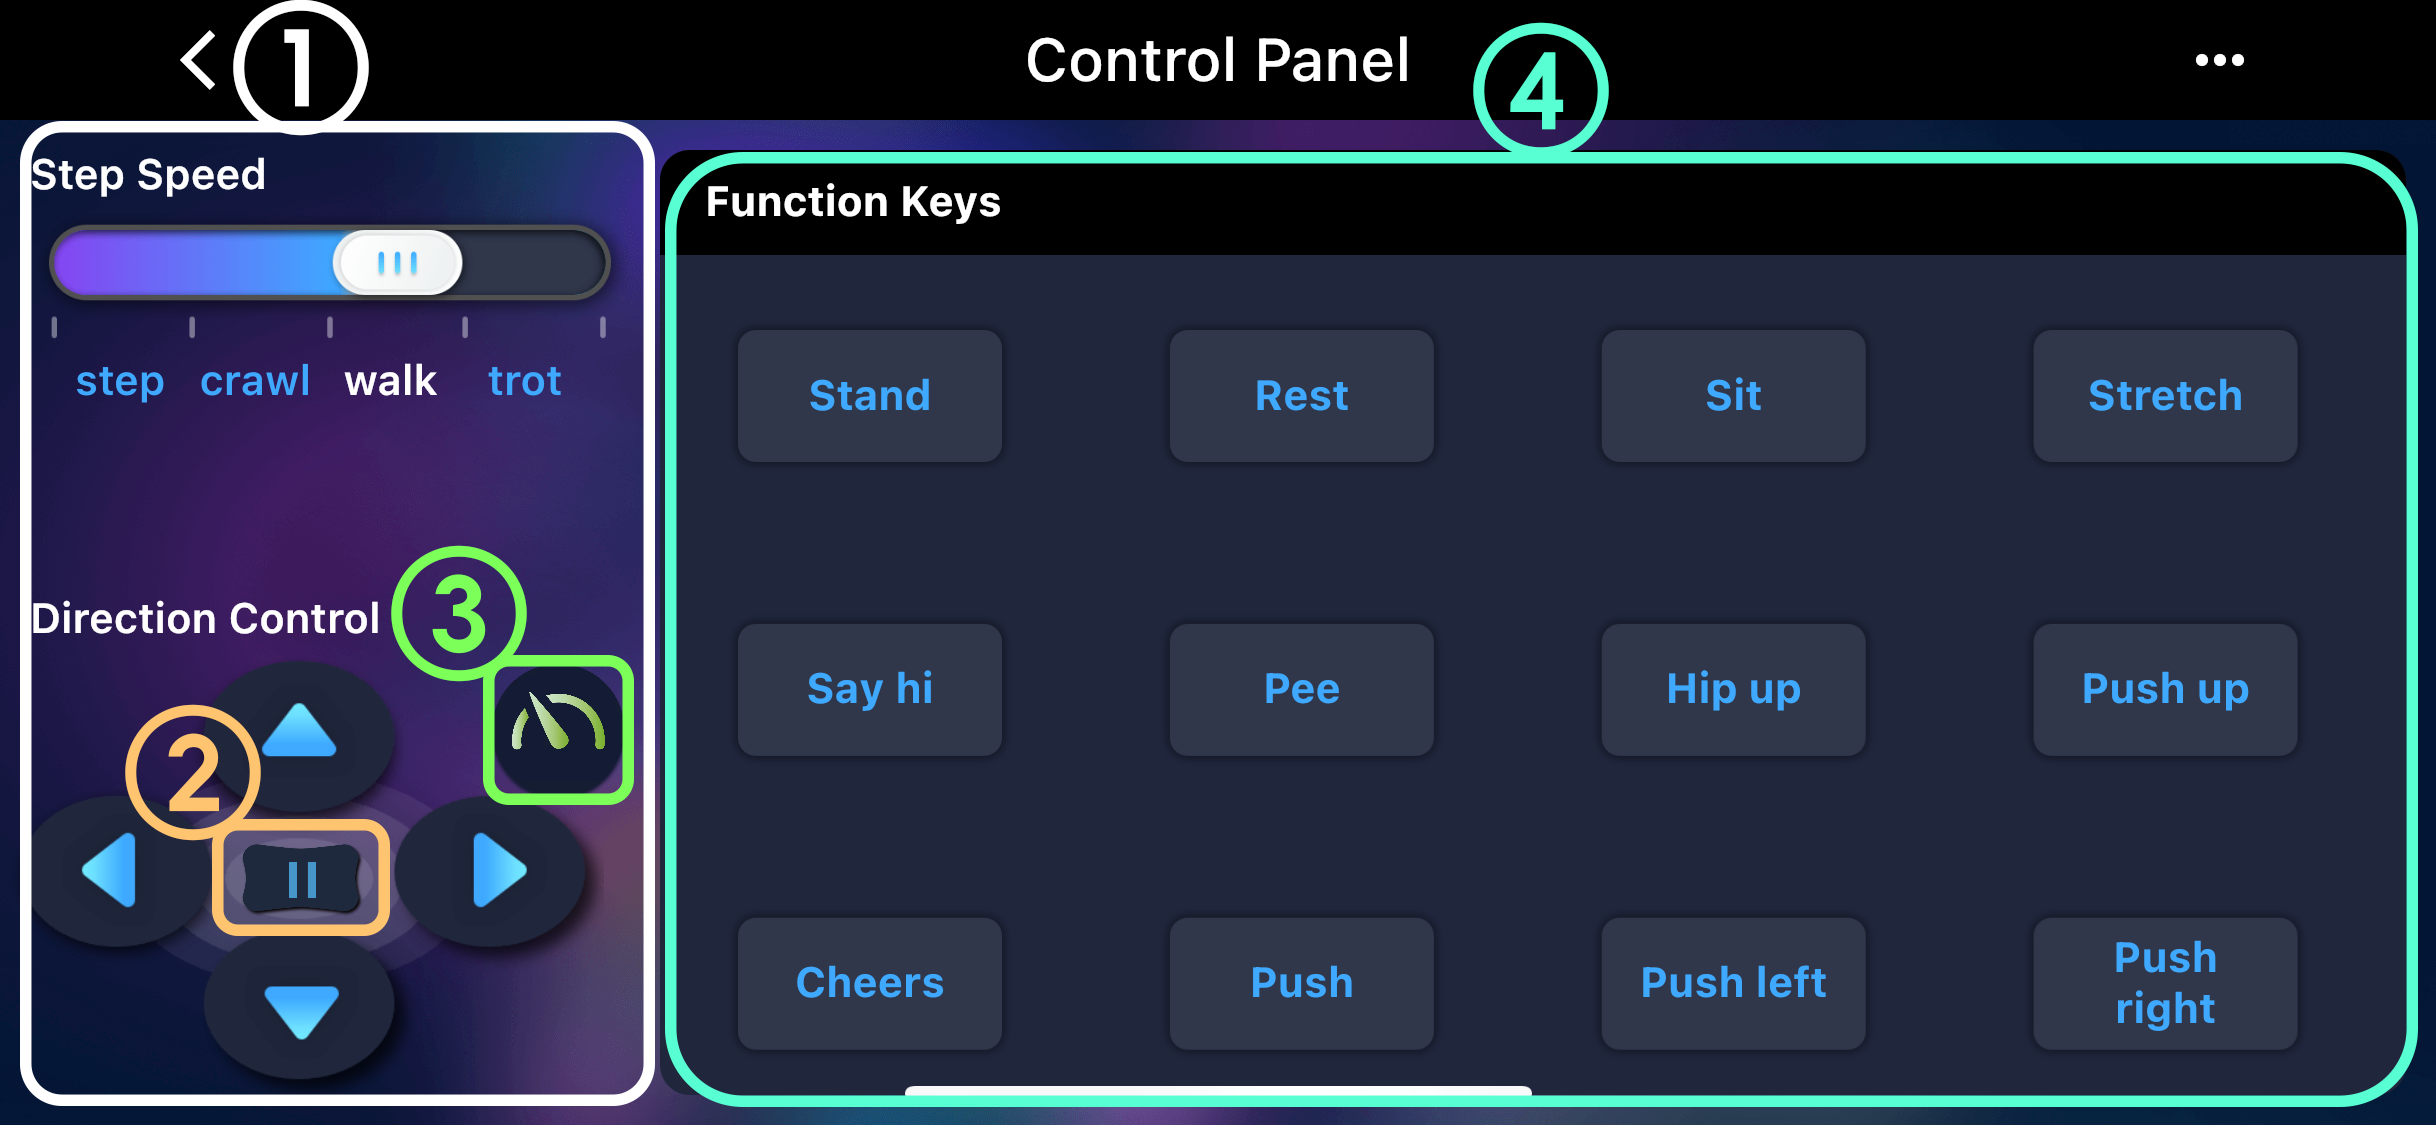 1
Control Panel
4
Step Speed
step crawl walk trot
Direction Control
3
2
Function Keys
Stand
Rest
Sit
Stretch
Say hi
Pee
Hip up
Push up
Cheers
Push
Push left
Push
right